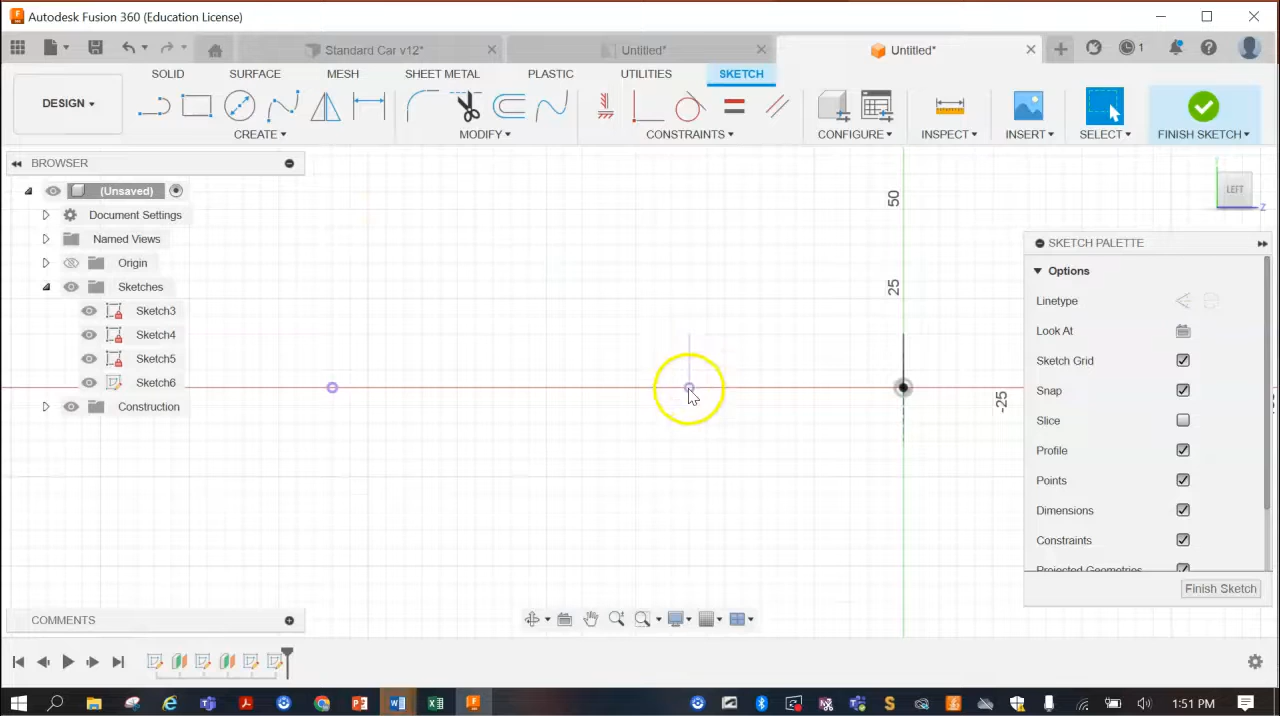 Autodesk Fusion 360 (Education License)
Standard Car v12*
Untitled*
Untitled*
1
DESIGN
SOLID
SURFACE
MESH
SHEET METAL
PLASTIC
UTILITIES
SKETCH
CREATE
MODIFY
CONSTRAINTS
CONFIGURE
INSPECT
INSERT
SELECT
FINISH SKETCH
BROWSER
(Unsaved)
Document Settings
Named Views
Origin
Sketches
Sketch3
Sketch4
Sketch5
Sketch6
Construction
50
25
-25
LEFT
Z
SKETCH PALETTE
Options
Linetype
Look At
Sketch Grid
Snap
Slice
Profile
Points
Dimensions
Constraints
Projected Geometries
Finish Sketch
COMMENTS
1:51 PM